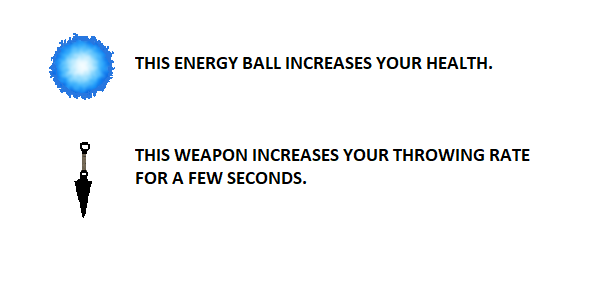 THIS ENERGY BALL INCREASES YOUR HEALTH.
THIS WEAPON INCREASES YOUR THROWING RATE
FOR A FEW SECONDS.